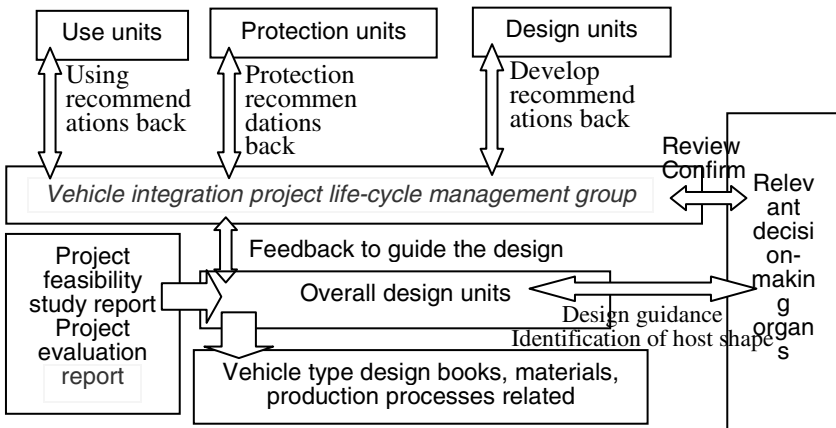 Use units
Protection units
Design units
Using
recommend
ations back
Protection
recommen
dations
back
Develop
recommend
ations back
Review
Confirm
Vehicle integration project life-cycle management group
Relev
ant
decisi
on-
makin
g
organ
s
Project
feasibility
study report
Project
evaluation
report
Feedback to guide the design
Overall design units
Design guidance
Identification of host shape
Vehicle type design books, materials,
production processes related